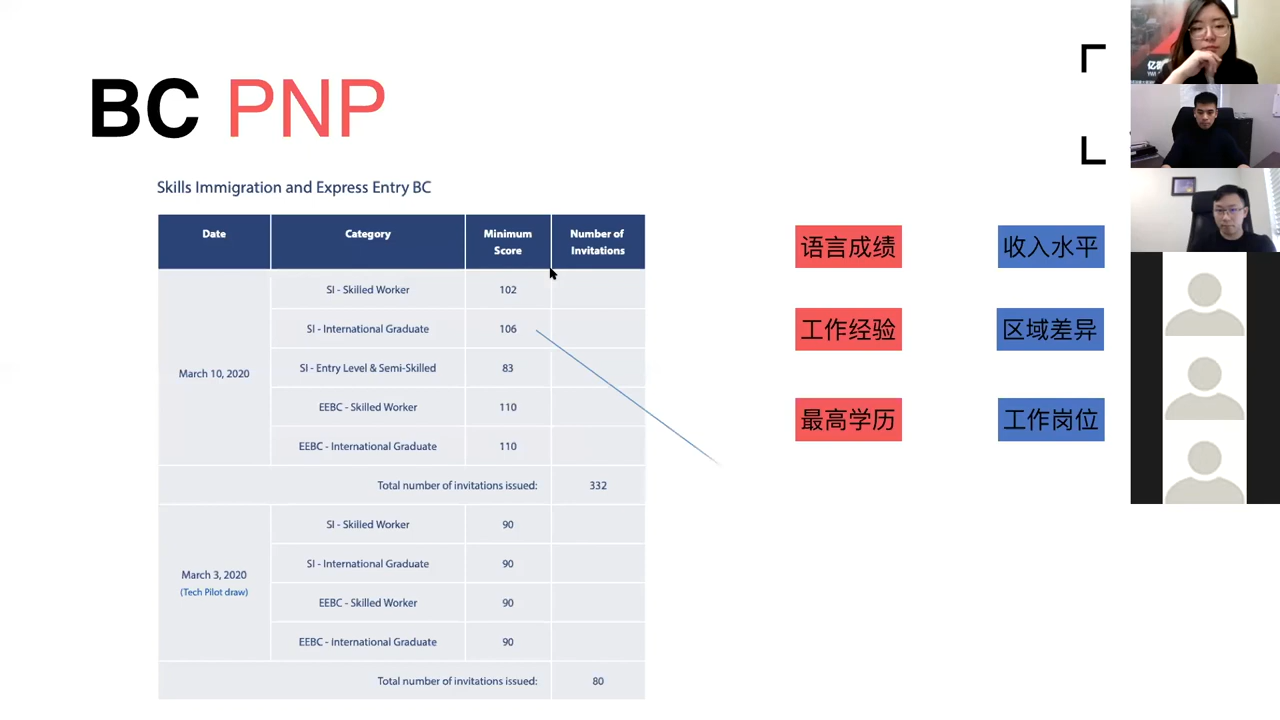 BC PNP
Skills Immigration and Express Entry BC
Date Category Minimum Score Number of Invitations
March 10, 2020
SI - Skilled Worker 102
SI - International Graduate 106
SI - Entry Level & Semi-Skilled 83
EEBC - Skilled Worker 110
EEBC - International Graduate 110
Total number of invitations issued: 332
March 3, 2020
(Tech Pilot draw)
SI - Skilled Worker 90
SI - International Graduate 90
EEBC - Skilled Worker 90
EEBC - International Graduate 90
Total number of invitations issued: 80
语言成绩 收入水平
工作经验 区域差异
最高学历 工作岗位